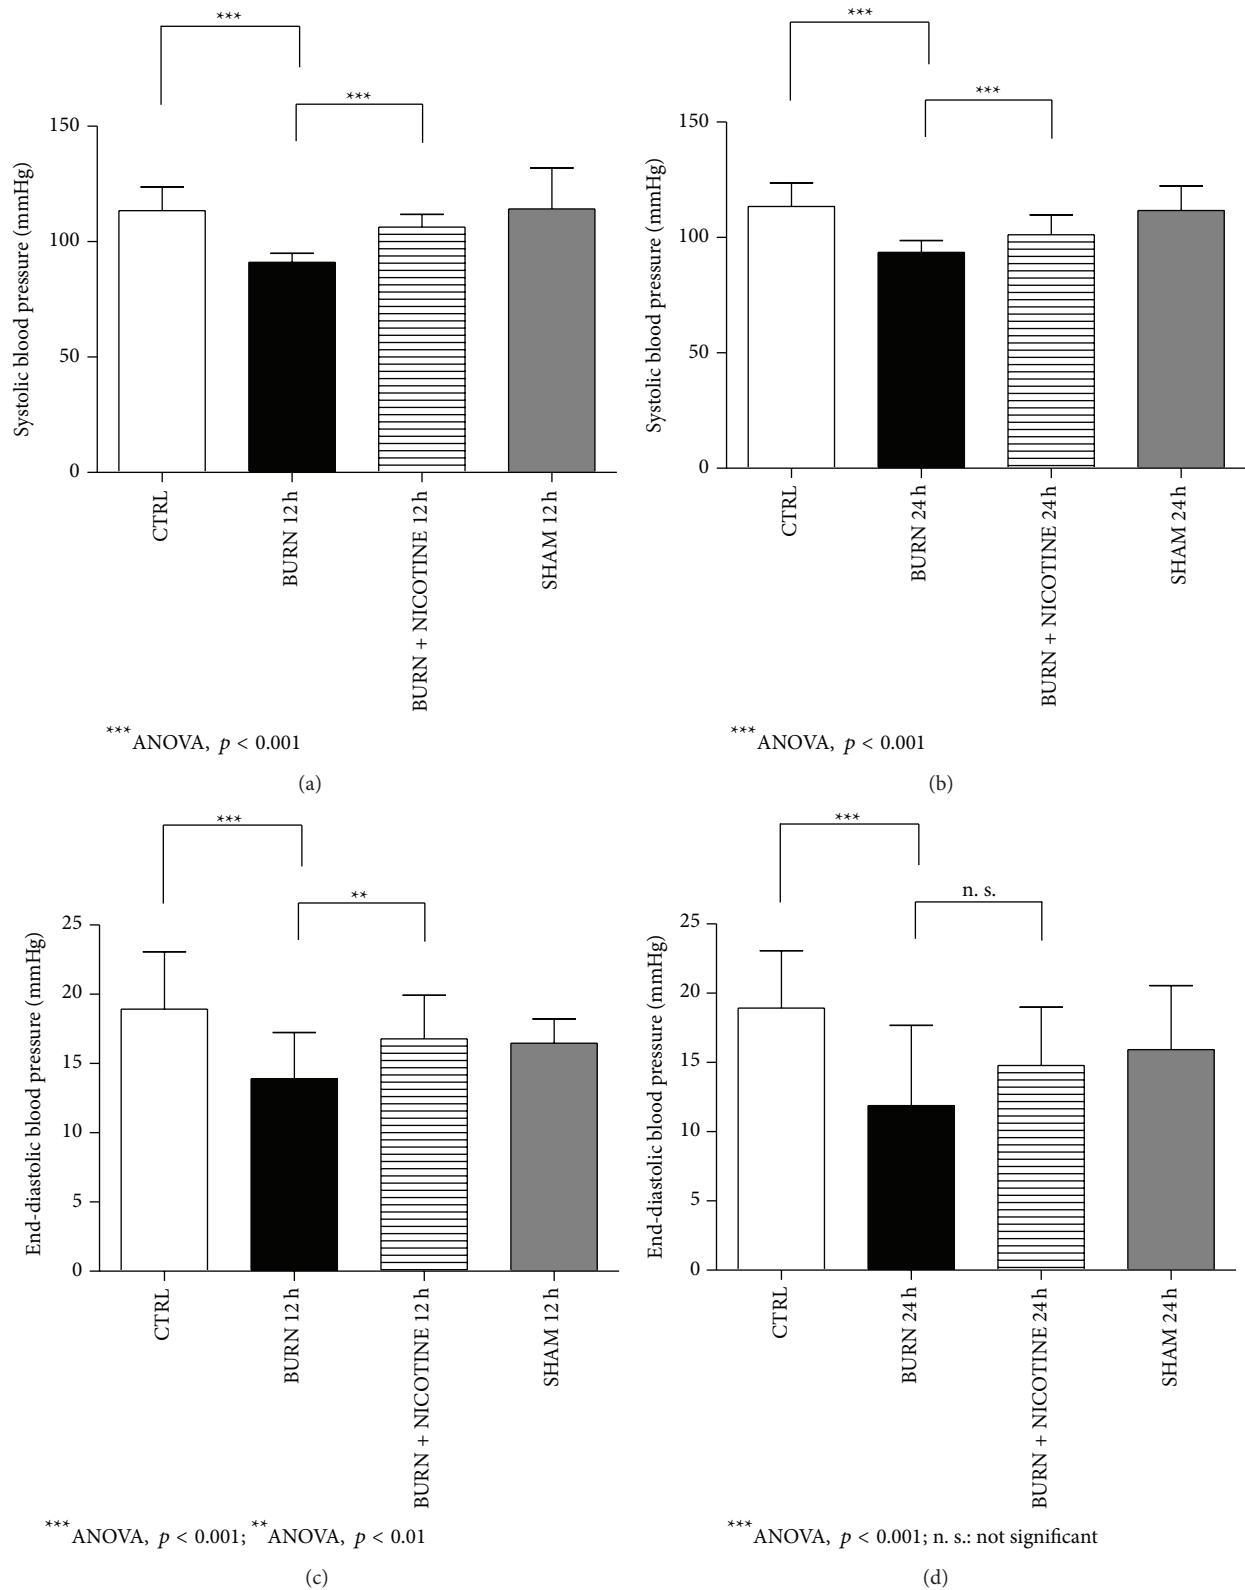 ***
***
150
100
50
0
Systolic blood pressure (mmHg)
CTRL
BURN 12 h
BURN + NICOTINE 12 h
SHAM 12 h
***ANOVA, p < 0.001
(a)
***
***
150
100
50
0
Systolic blood pressure (mmHg)
CTRL
BURN 24 h
BURN + NICOTINE 24 h
SHAM 24 h
***ANOVA, p < 0.001
(b)
***
**
25
20
15
10
5
0
End-diastolic blood pressure (mmHg)
CTRL
BURN 12 h
BURN + NICOTINE 12 h
SHAM 12 h
***ANOVA, p < 0.001; **ANOVA, p < 0.01
(c)
***
n. s.
25
20
15
10
5
0
End-diastolic blood pressure (mmHg)
CTRL
BURN 24 h
BURN + NICOTINE 24 h
SHAM 24 h
***ANOVA, p < 0.001; n. s.: not significant
(d)